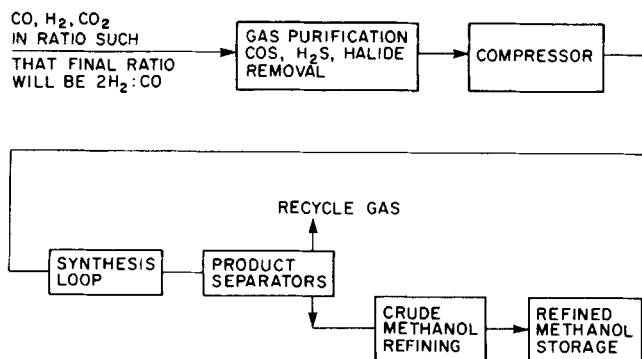 CO, H₂, CO₂
IN RATIO SUCH
THAT FINAL RATIO
WILL BE 2H₂:CO
GAS PURIFICATION
COS, H₂S, HALIDE
REMOVAL
COMPRESSOR
RECYCLE GAS
SYNTHESIS
LOOP
PRODUCT
SEPARATORS
CRUDE
METHANOL
REFINING
REFINED
METHANOL
STORAGE